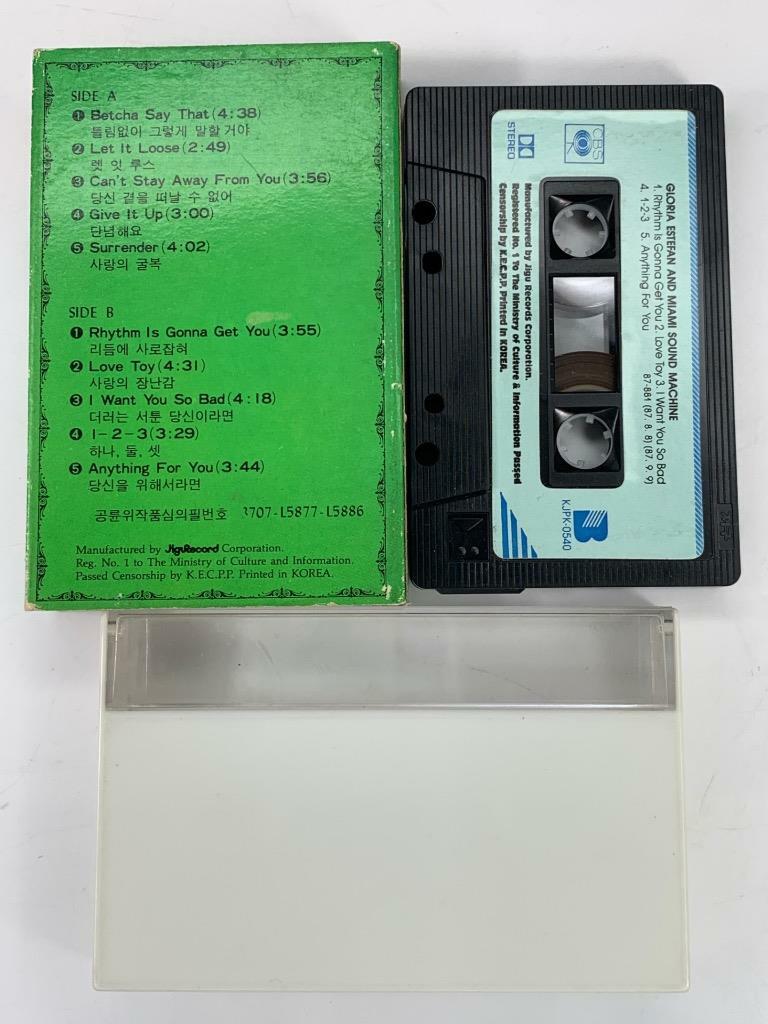 SIDE A
❶ Betcha Say That(4:38)
틀림없이 그렇게 말할 거야
❷ Let It Loose(2:49)
렛 잇 루스
❸ Can't Stay Away From You(3:56)
당신 곁을 떠날 수 없어
❹ Give It Up(3:00)
단념해요
❺ Surrender(4:02)
사랑의 굴복
SIDE B
❶ Rhythm Is Gonna Get You(3:55)
리듬에 사로잡혀
❷ Love Toy(4:31)
사랑의 장난감
❸ I Want You So Bad(4:18)
더러는 서툰 당신이라면
❹ 1-2-3(3:29)
하나, 둘, 셋
❺ Anything For You(3:44)
당신을 위해서라면
공륜위작품심의필번호 8707-L5877-L5886
Manufactured by JiguRecord Corporation.
Reg. No. 1 to The Ministry of Culture and Information.
Passed Censorship by K.E.C.P.P. Printed in KOREA.
GLORIA ESTEFAN AND MIAMI SOUND MACHINE
1. Rhythm Is Gonna Get You 2. Love Toy 3. I Want You So Bad
4. 1-2-3 5. Anything For You
87-881 (87. 8. 8) (87. 9. 9)
CBS
STEREO
B
KJPK-0540
Manufactured by Jigu Records Corporation.
Registered No. 1 To The Ministry of Culture & Information Passed
Censorship by K.E.C.P.P. Printed in KOREA.